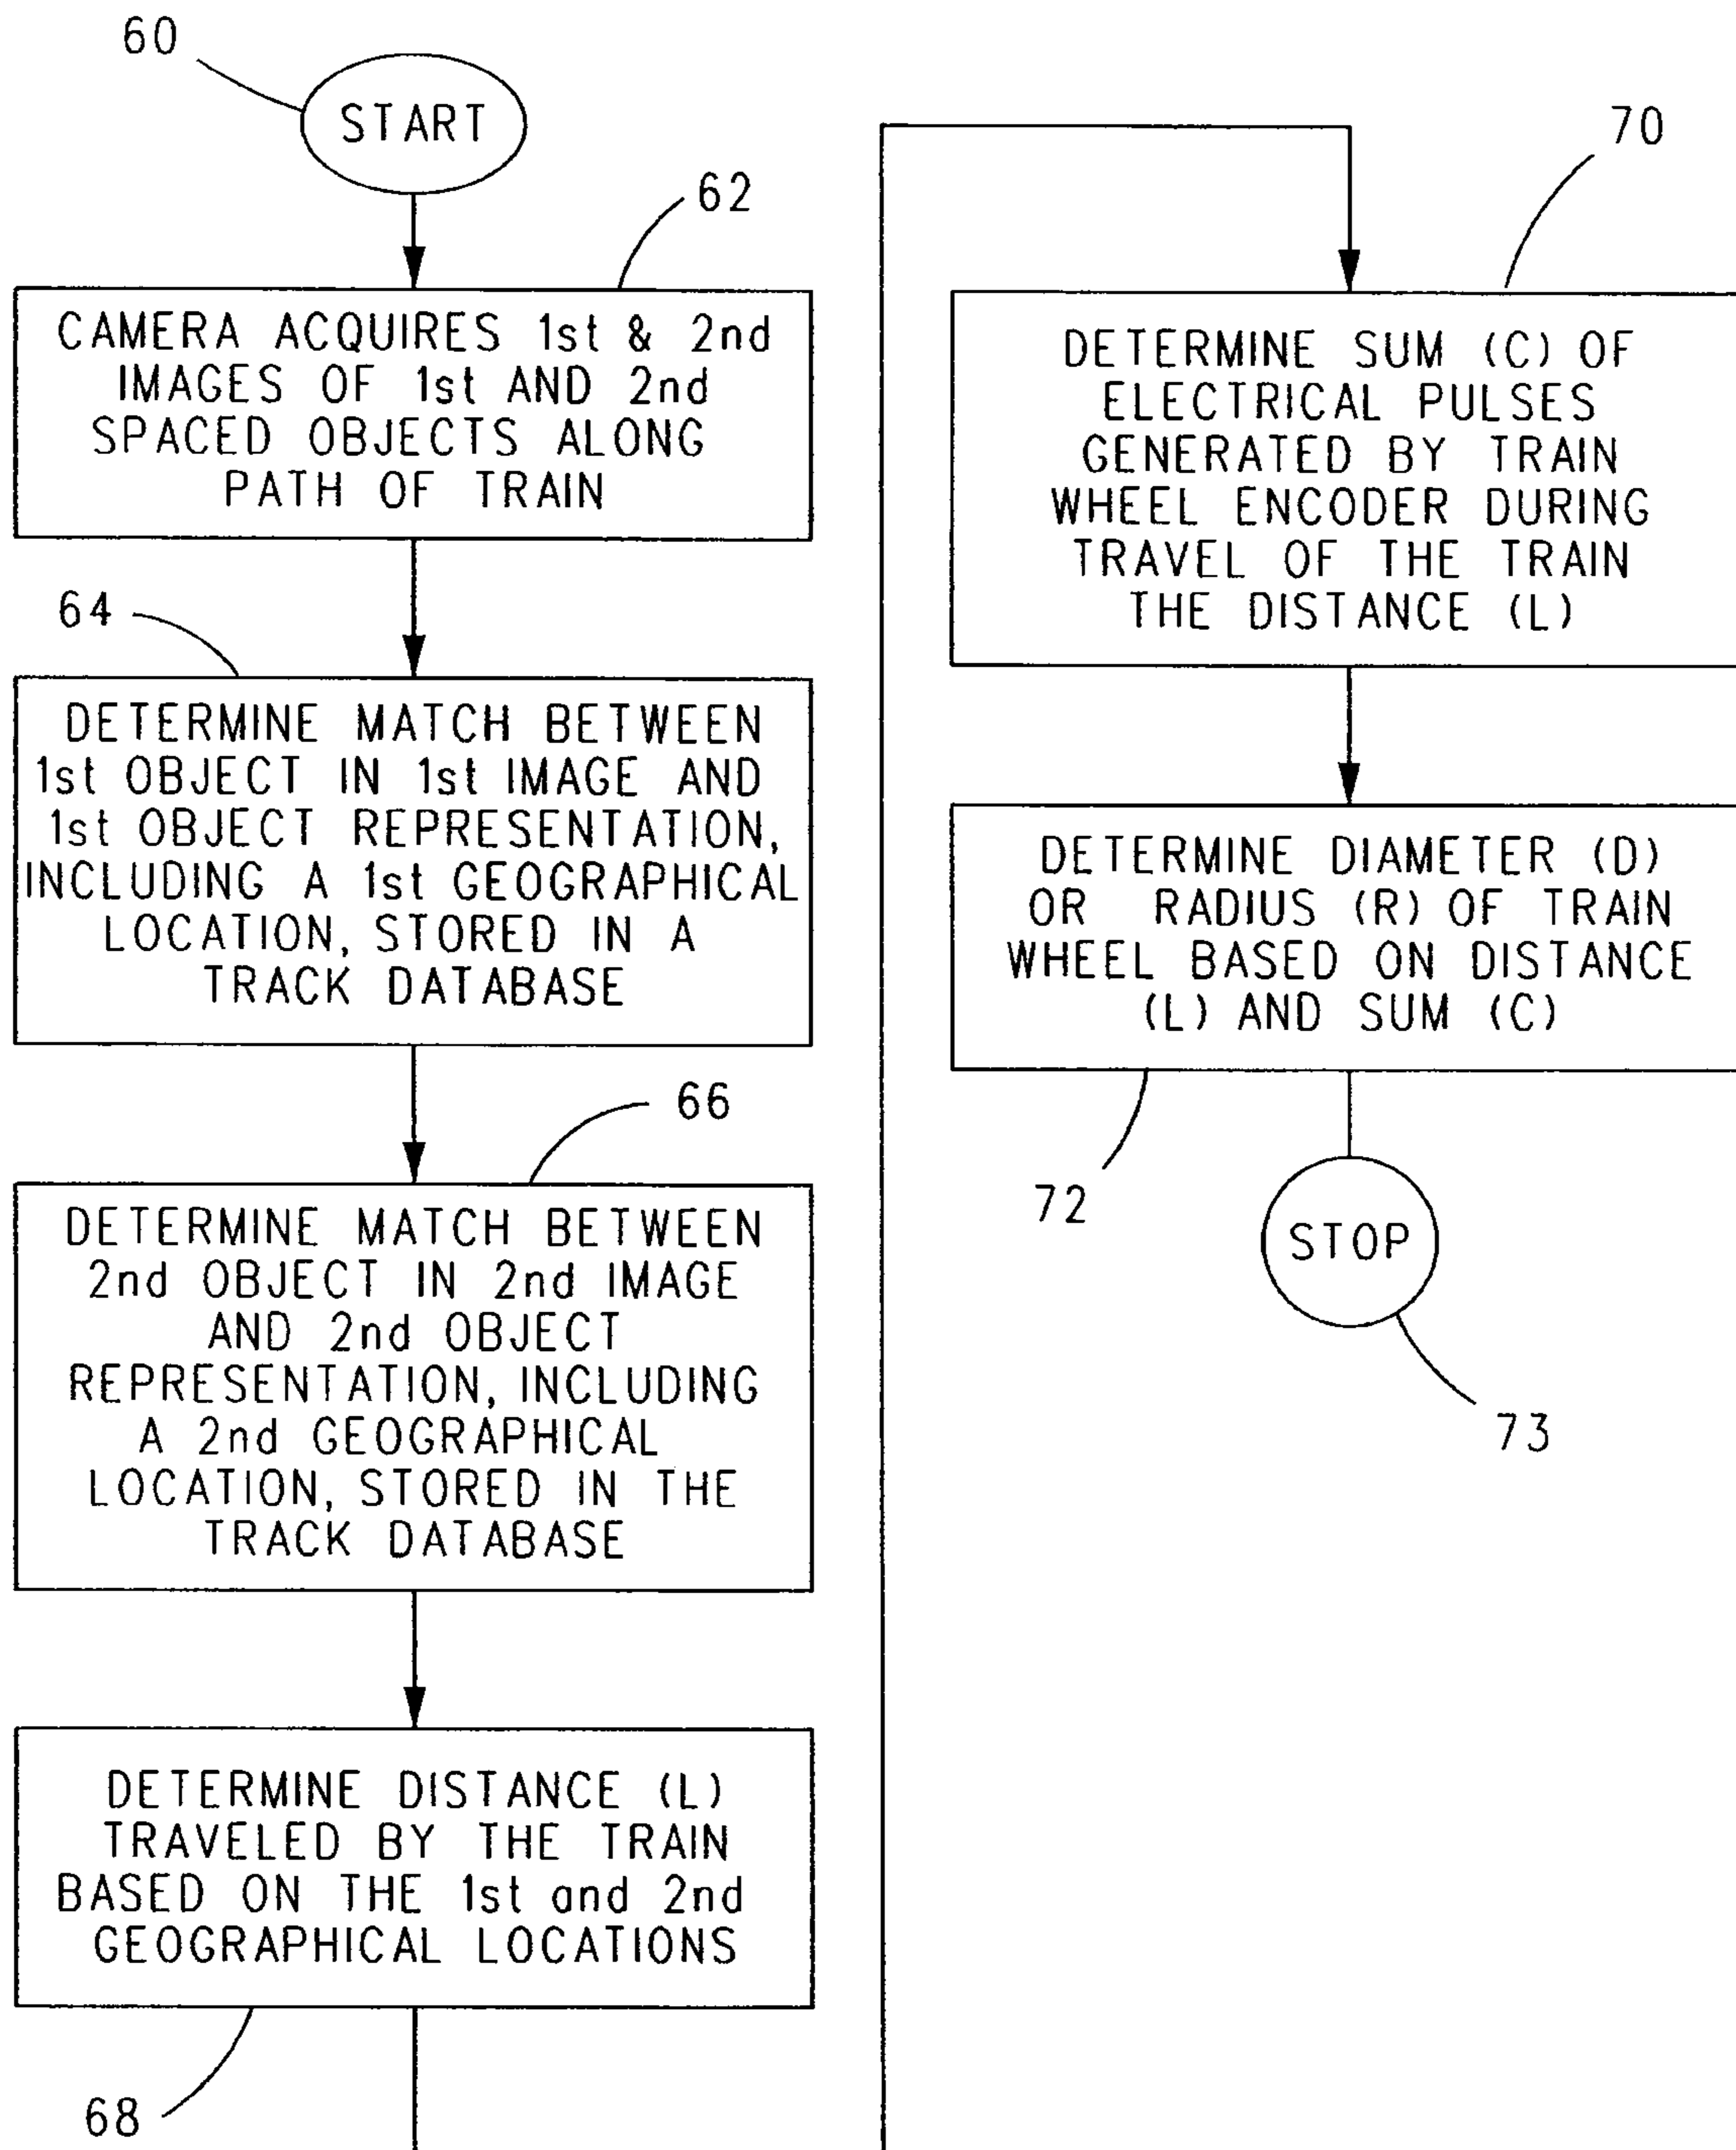 60
START
62
CAMERA ACQUIRES 1st & 2nd
IMAGES OF 1st AND 2nd
SPACED OBJECTS ALONG
PATH OF TRAIN
64
DETERMINE MATCH BETWEEN
1st OBJECT IN 1st IMAGE AND
1st OBJECT REPRESENTATION,
INCLUDING A 1st GEOGRAPHICAL
LOCATION, STORED IN A
TRACK DATABASE
66
DETERMINE MATCH BETWEEN
2nd OBJECT IN 2nd IMAGE
AND 2nd OBJECT
REPRESENTATION, INCLUDING
A 2nd GEOGRAPHICAL
LOCATION, STORED IN THE
TRACK DATABASE
DETERMINE DISTANCE (L)
TRAVELED BY THE TRAIN
BASED ON THE 1st and 2nd
GEOGRAPHICAL LOCATIONS
68
70
DETERMINE SUM (C) OF
ELECTRICAL PULSES
GENERATED BY TRAIN
WHEEL ENCODER DURING
TRAVEL OF THE TRAIN
THE DISTANCE (L)
DETERMINE DIAMETER (D)
OR RADIUS (R) OF TRAIN
WHEEL BASED ON DISTANCE
(L) AND SUM (C)
72
STOP
73